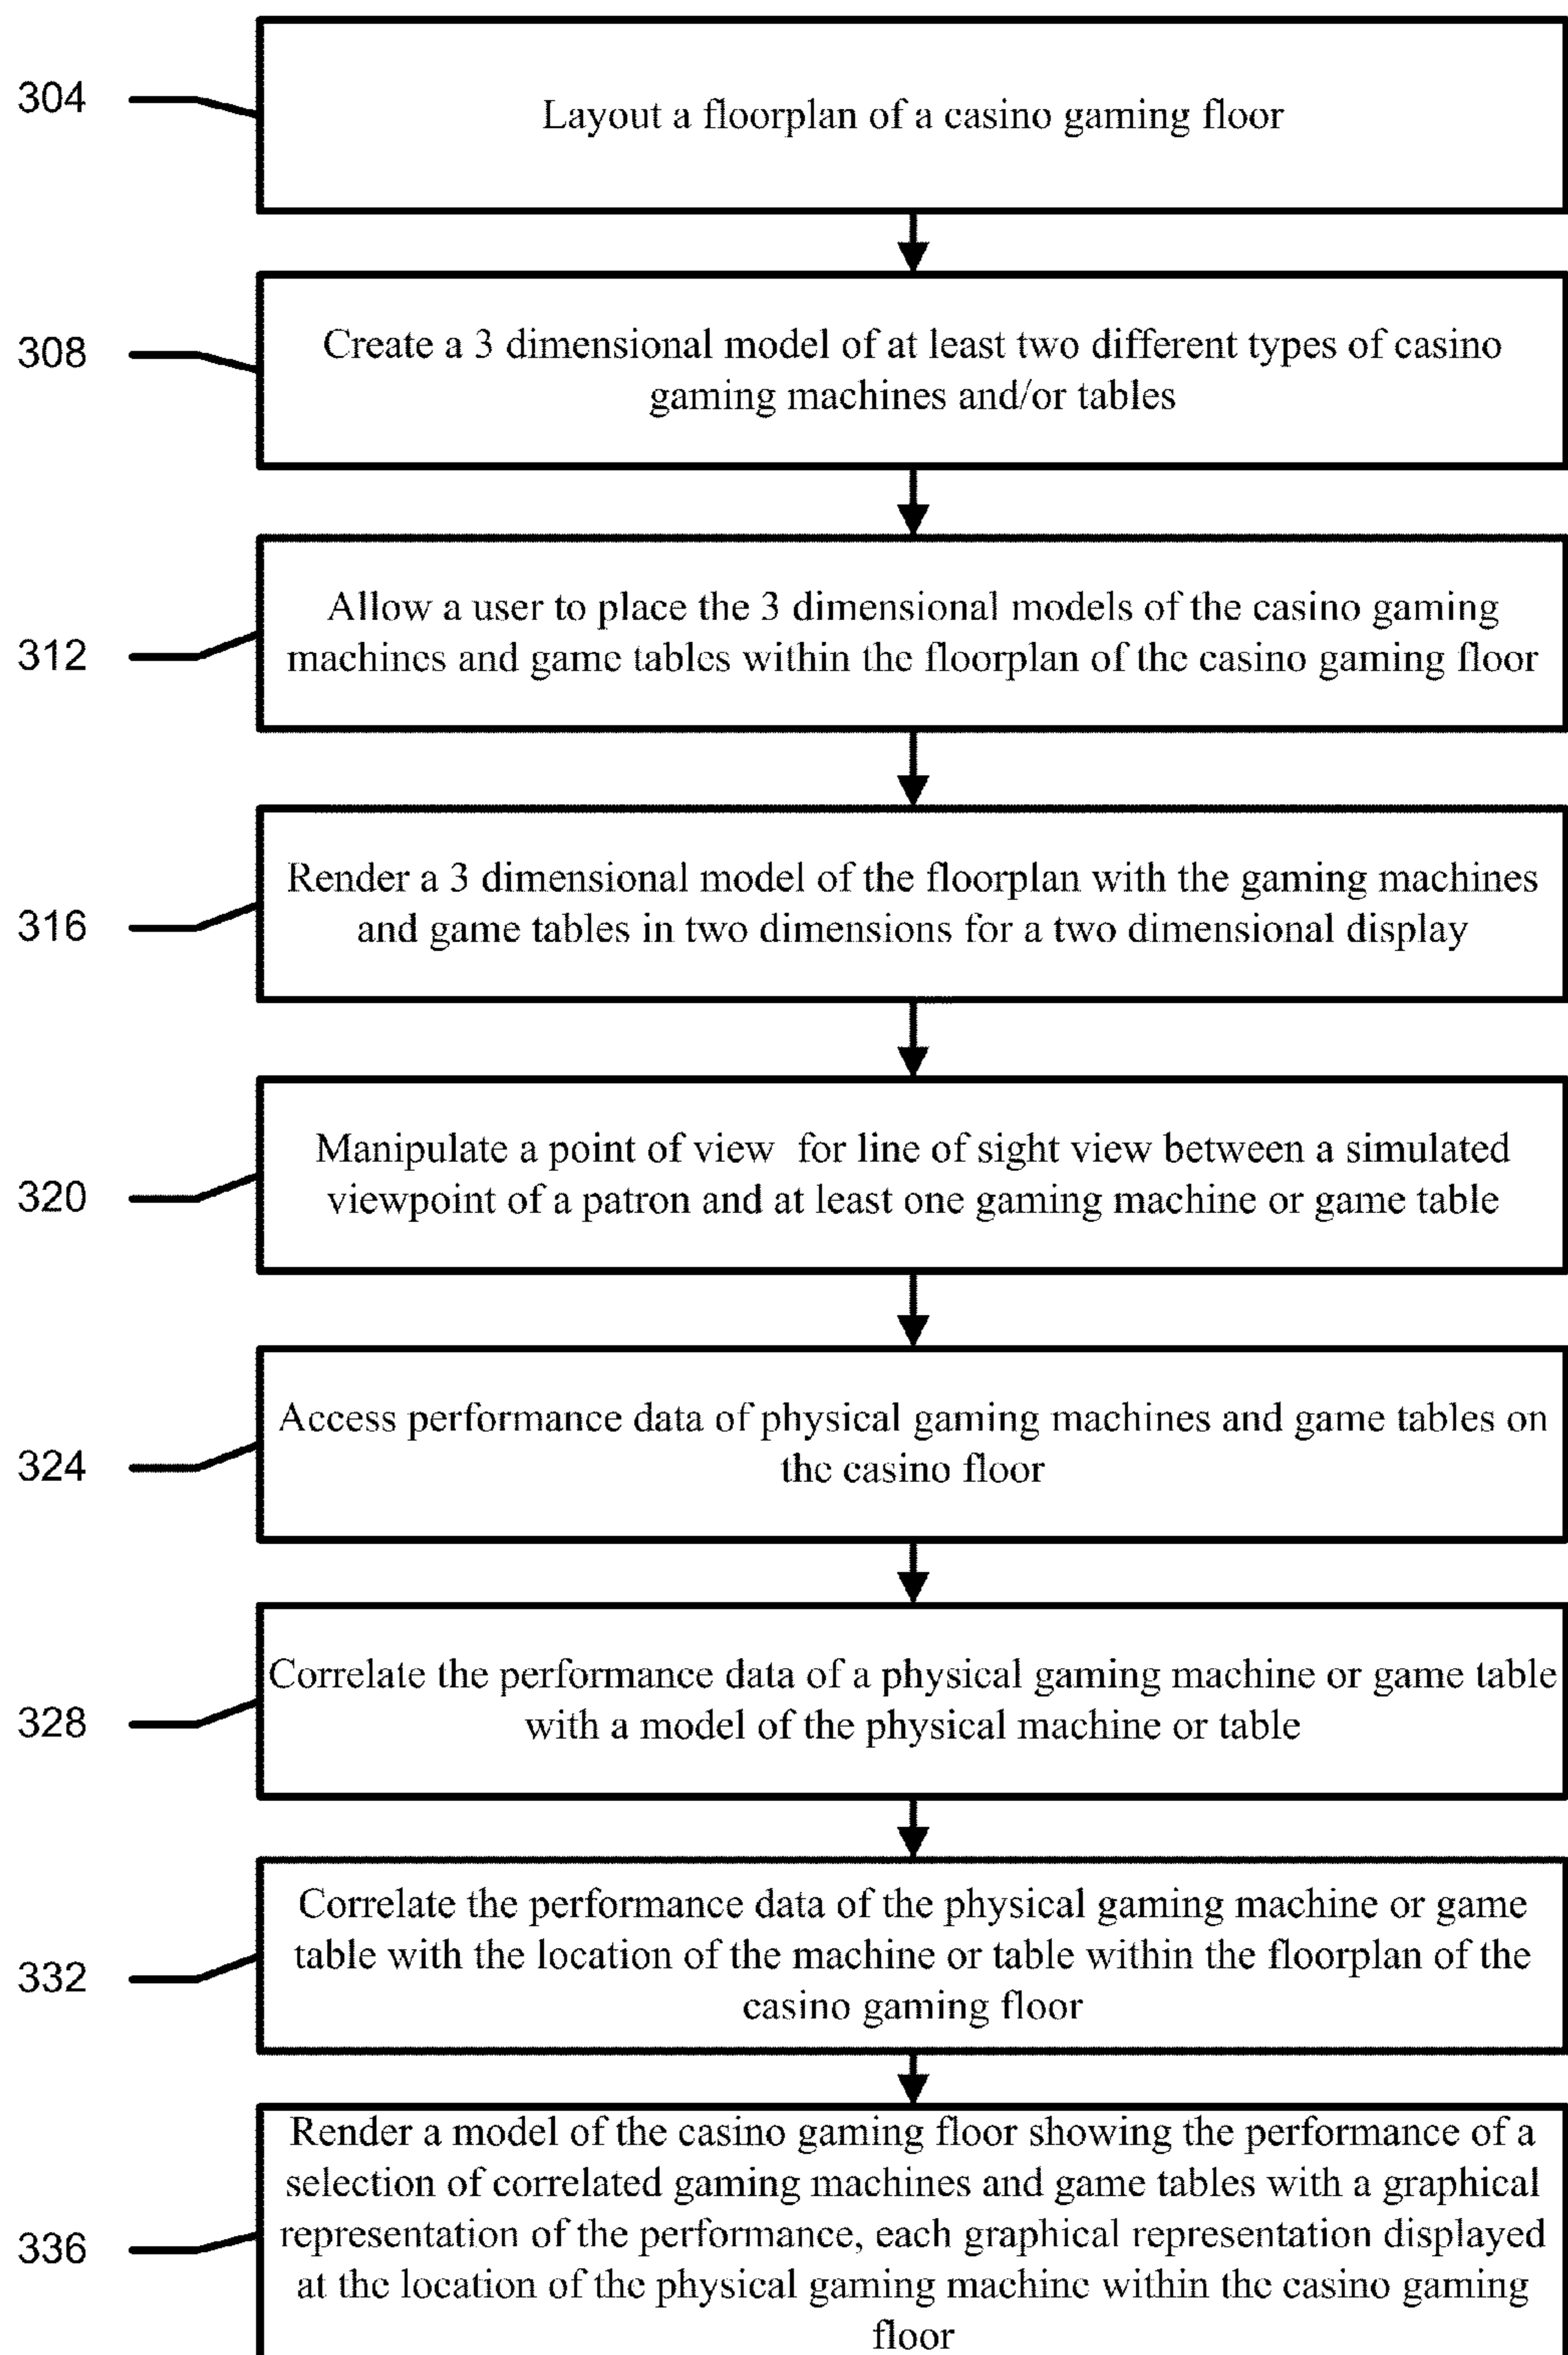 304
Layout a floorplan of a casino gaming floor
308
Create a 3 dimensional model of at least two different types of casino
gaming machines and/or tables
312
Allow a user to place the 3 dimensional models of the casino gaming
machines and game tables within the floorplan of the casino gaming floor
316
Render a 3 dimensional model of the floorplan with the gaming machines
and game tables in two dimensions for a two dimensional display
320
Manipulate a point of view for line of sight view between a simulated
viewpoint of a patron and at least one gaming machine or game table
324
Access performance data of physical gaming machines and game tables on
the casino floor
328
Correlate the performance data of a physical gaming machine or game table
with a model of the physical machine or table
332
Correlate the performance data of the physical gaming machine or game
table with the location of the machine or table within the floorplan of the
casino gaming floor
336
Render a model of the casino gaming floor showing the performance of a
selection of correlated gaming machines and game tables with a graphical
representation of the performance, each graphical representation displayed
at the location of the physical gaming machine within the casino gaming
floor